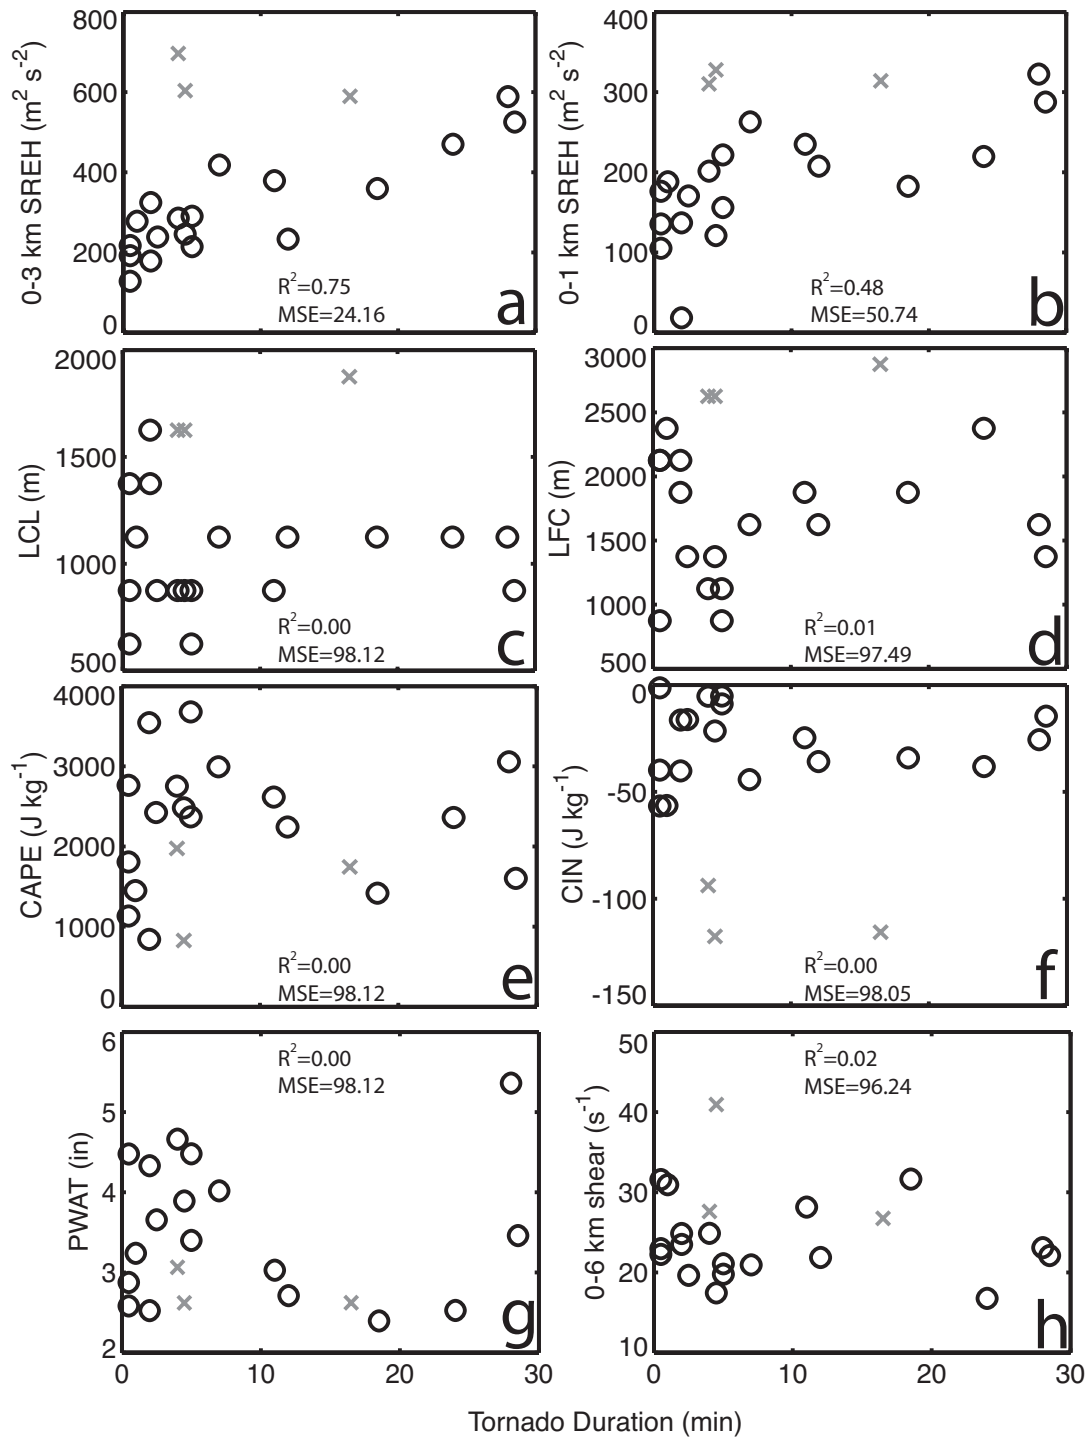 800
600
400
200
0
0-3 km SREH (m² s⁻²)
R²=0.75
MSE=24.16
a
400
300
200
100
0
0-1 km SREH (m² s⁻²)
R²=0.48
MSE=50.74
b
2000
1500
1000
500
LCL (m)
R²=0.00
MSE=98.12
c
3000
2500
2000
1500
1000
500
LFC (m)
R²=0.01
MSE=97.49
d
4000
3000
2000
1000
0
CAPE (J kg⁻¹)
R²=0.00
MSE=98.12
e
0
-50
-100
-150
CIN (J kg⁻¹)
R²=0.00
MSE=98.05
f
6
5
4
3
2
PWAT (in)
R²=0.00
MSE=98.12
g
0
10
20
30
50
40
30
20
10
0-6 km shear (s⁻¹)
R²=0.02
MSE=96.24
h
0
10
20
30
Tornado Duration (min)